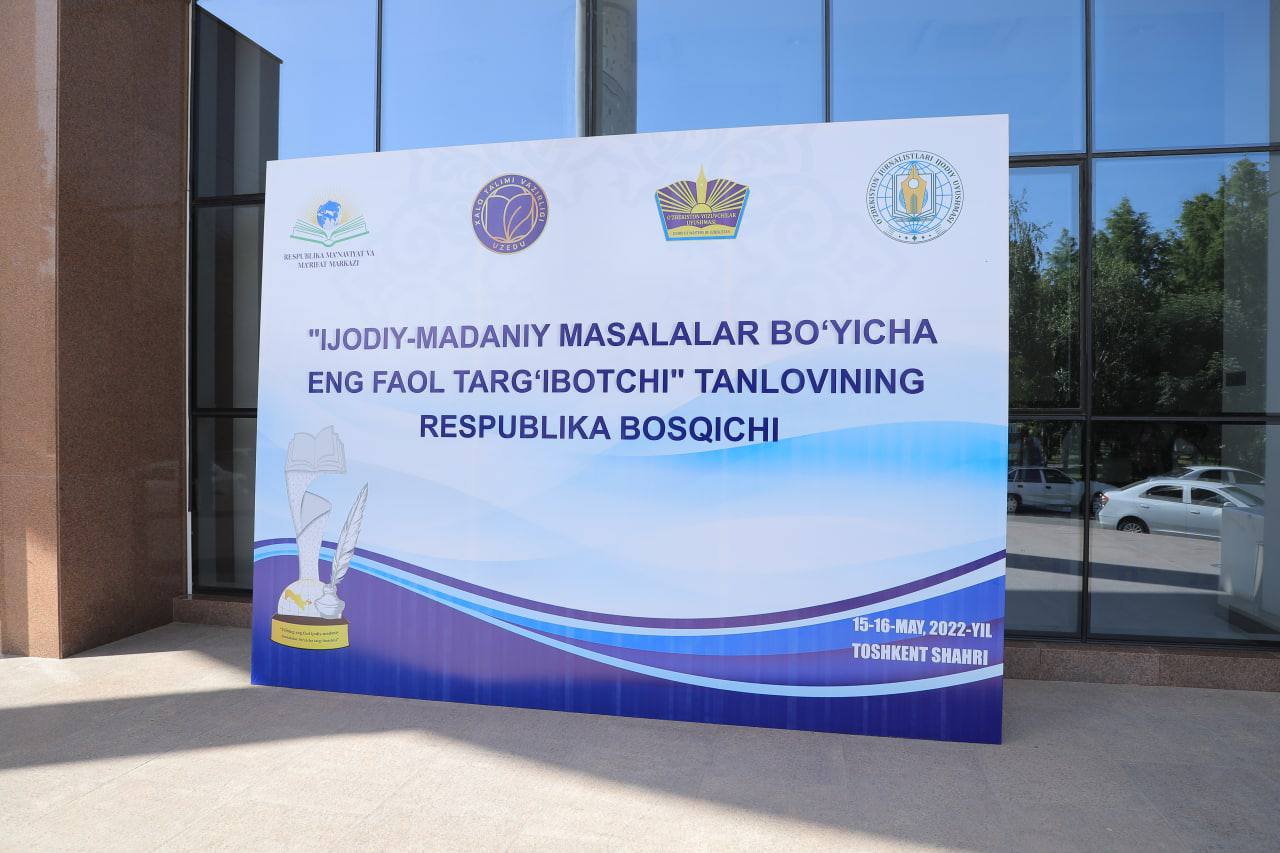 RESPUBLIKA MA'NAVIYAT VA
MA'RIFAT MARKAZI
XALQ TA'LIMI VAZIRLIGI
UZEDU
O'ZBEKISTON YOZUVCHILAR
UYUSHMASI
O'ZBEKISTON JURNALISTLARI IJODIY UYUSHMASI
"IJODIY-MADANIY MASALALAR BO‘YICHA
ENG FAOL TARG‘IBOTCHI" TANLOVINING
RESPUBLIKA BOSQICHI
15-16-MAY, 2022-YIL
TOSHKENT SHAHRI